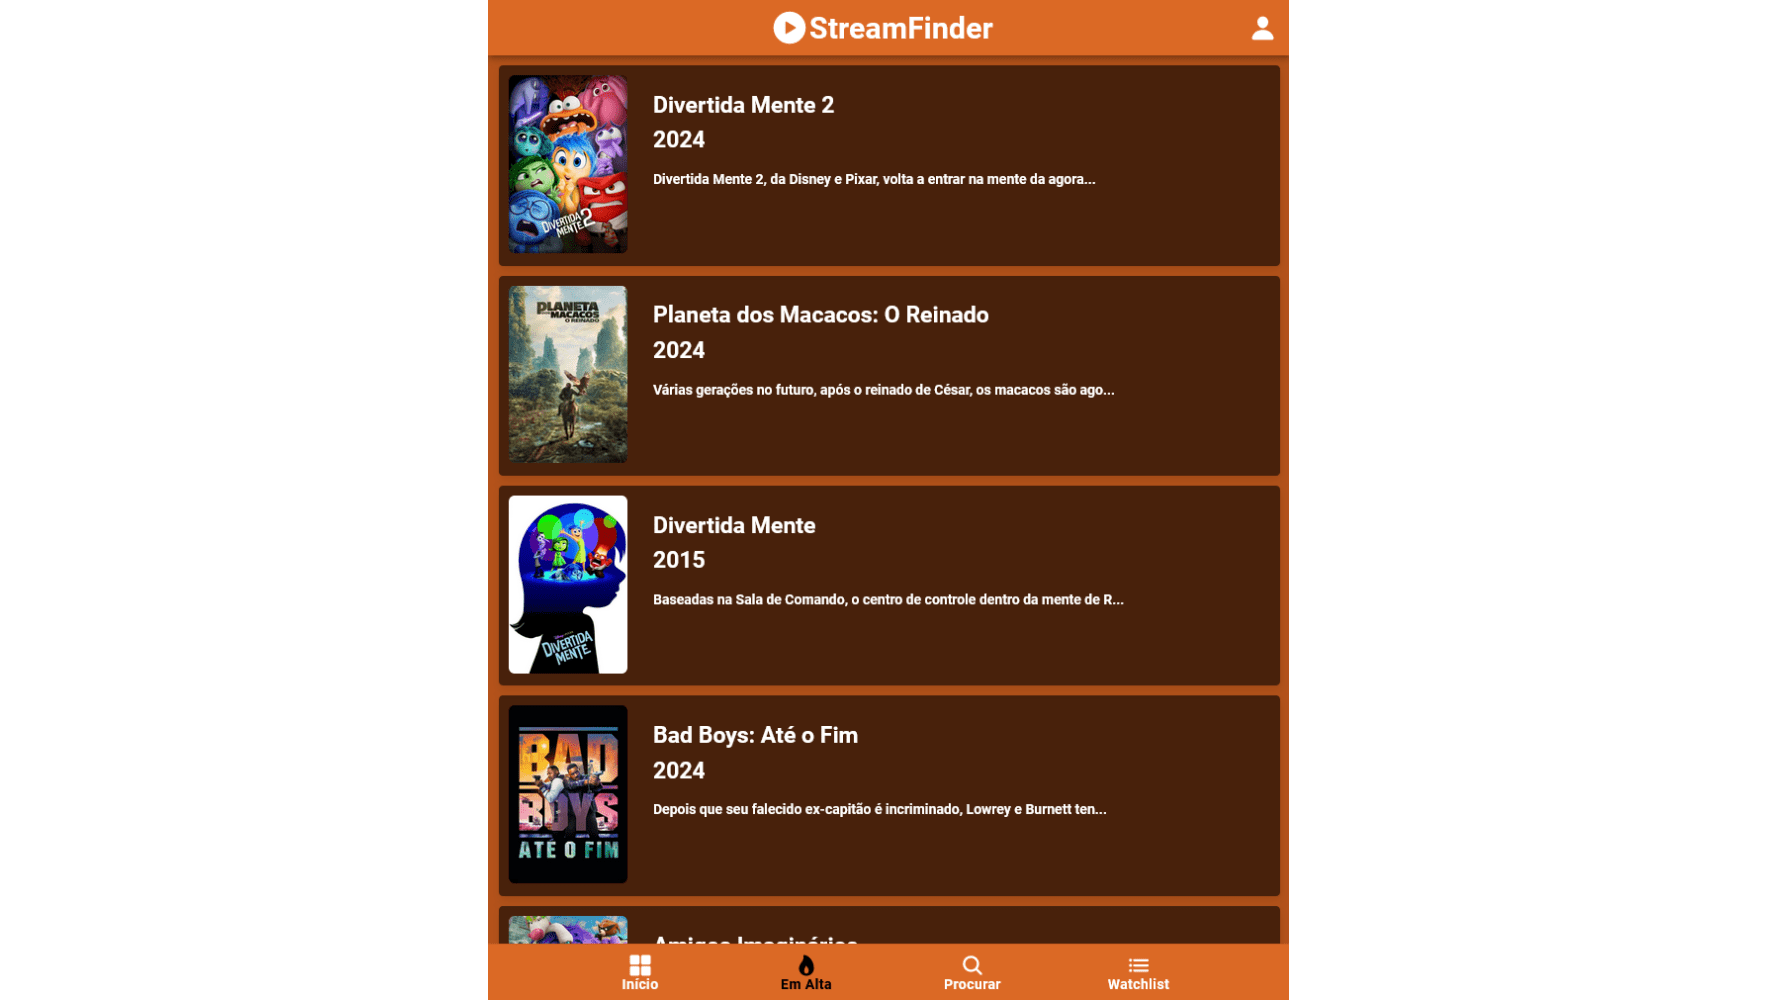 StreamFinder
DIVERTIDA
MENTE 2
Divertida Mente 2
2024
Divertida Mente 2, da Disney e Pixar, volta a entrar na mente da agora...
PLANETA
MACACOS
O REINADO
Planeta dos Macacos: O Reinado
2024
Várias gerações no futuro, após o reinado de César, os macacos são ago...
DIVERTIDA
MENTE
Divertida Mente
2015
Baseadas na Sala de Comando, o centro de controle dentro da mente de R...
BAD
BOYS
ATÉ O FIM
Bad Boys: Até o Fim
2024
Depois que seu falecido ex-capitão é incriminado, Lowrey e Burnett ten...
Amigos Imaginários
Início
Em Alta
Procurar
Watchlist